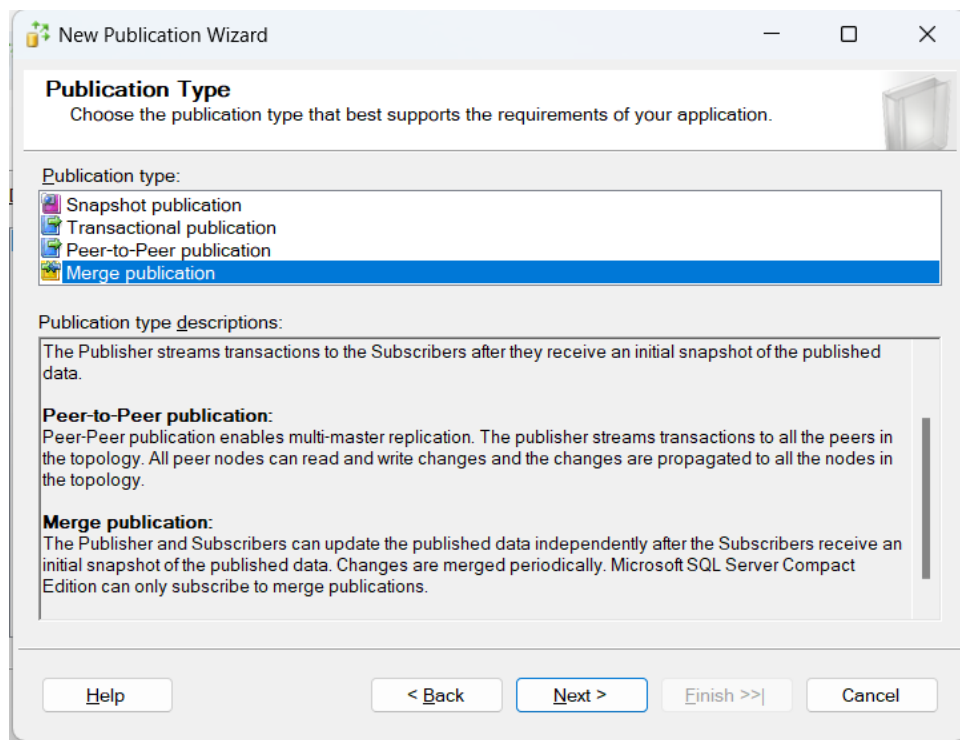 New Publication Wizard
Publication Type
Choose the publication type that best supports the requirements of your application.
Publication type:
Snapshot publication
Transactional publication
Peer-to-Peer publication
Merge publication
Publication type descriptions:
The Publisher streams transactions to the Subscribers after they receive an initial snapshot of the published
data.
Peer-to-Peer publication:
Peer-Peer publication enables multi-master replication. The publisher streams transactions to all the peers in
the topology. All peer nodes can read and write changes and the changes are propagated to all the nodes in
the topology.
Merge publication:
The Publisher and Subscribers can update the published data independently after the Subscribers receive an
initial snapshot of the published data. Changes are merged periodically. Microsoft SQL Server Compact
Edition can only subscribe to merge publications.
Help
< Back
Next >
Finish >>|
Cancel